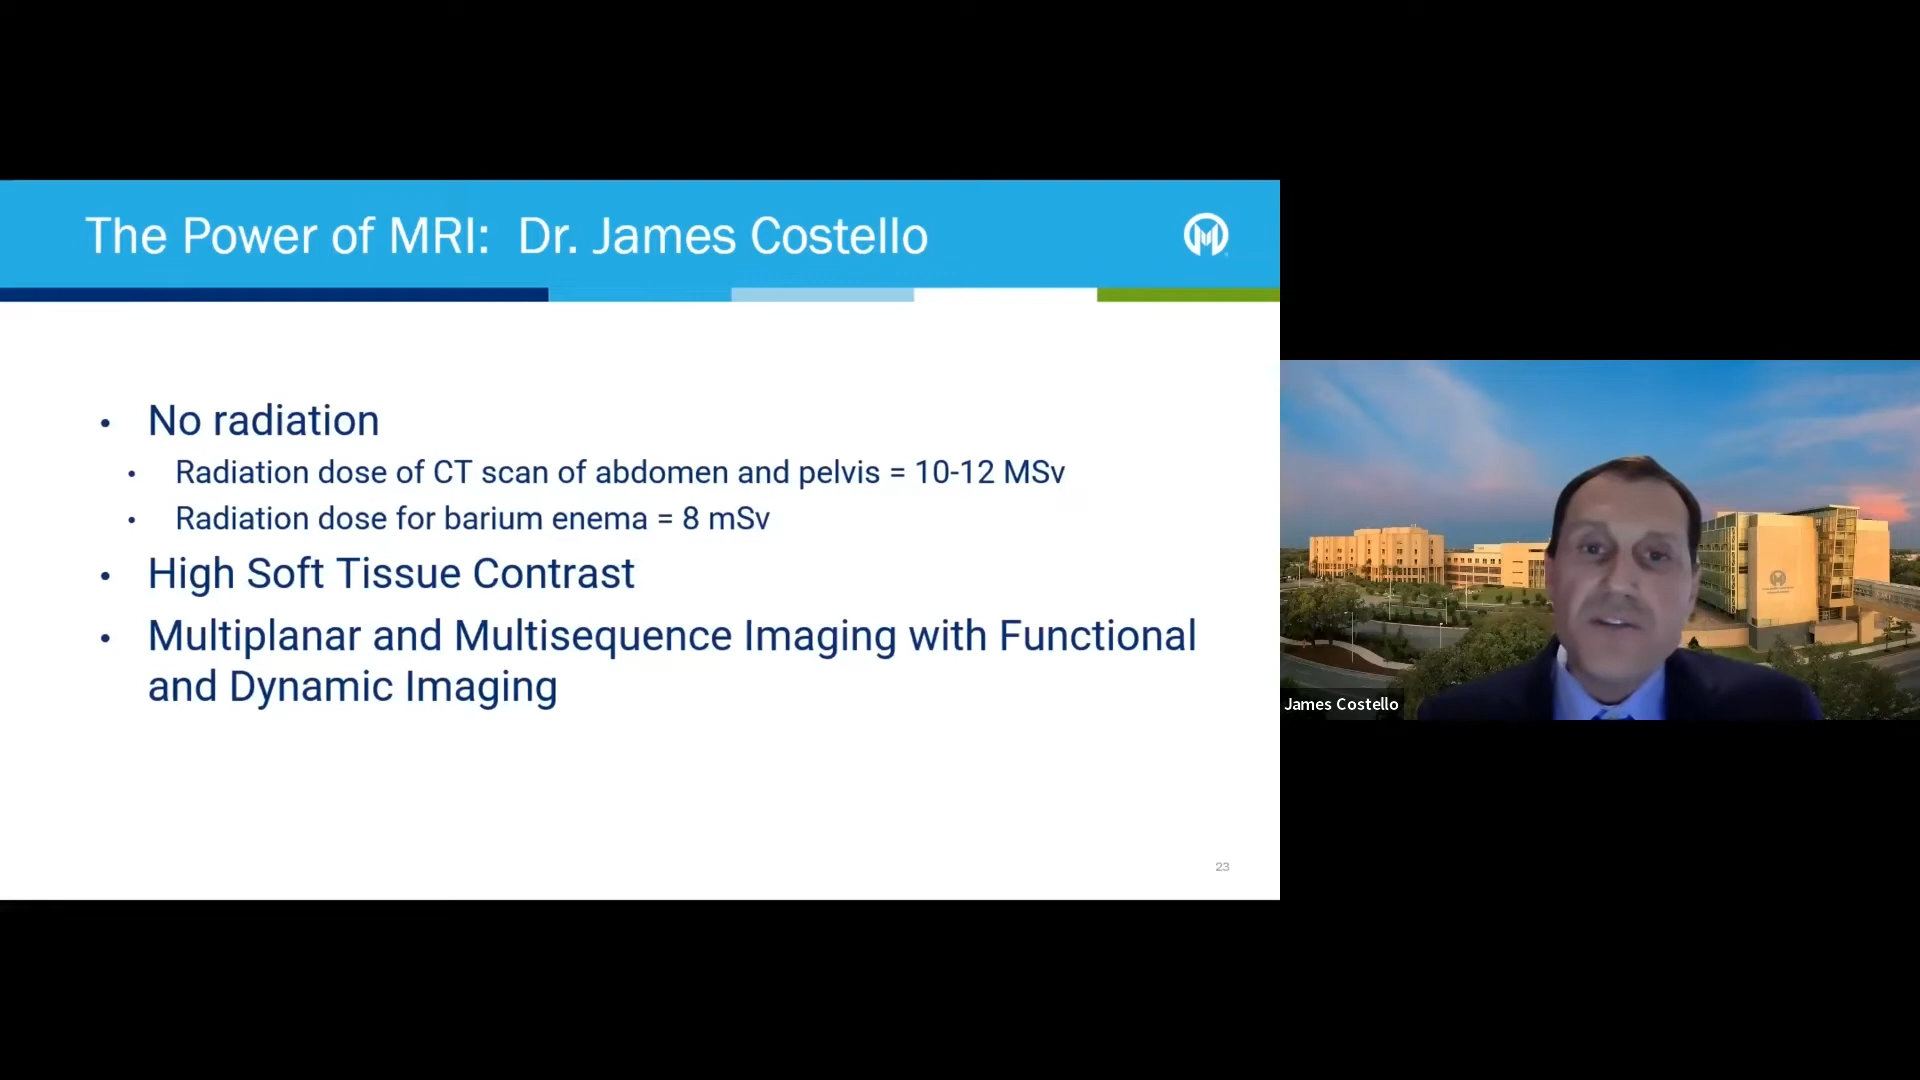 The Power of MRI: Dr. James Costello
• No radiation
• Radiation dose of CT scan of abdomen and pelvis = 10-12 MSv
• Radiation dose for barium enema = 8 mSv
• High Soft Tissue Contrast
• Multiplanar and Multisequence Imaging with Functional
and Dynamic Imaging
23
James Costello